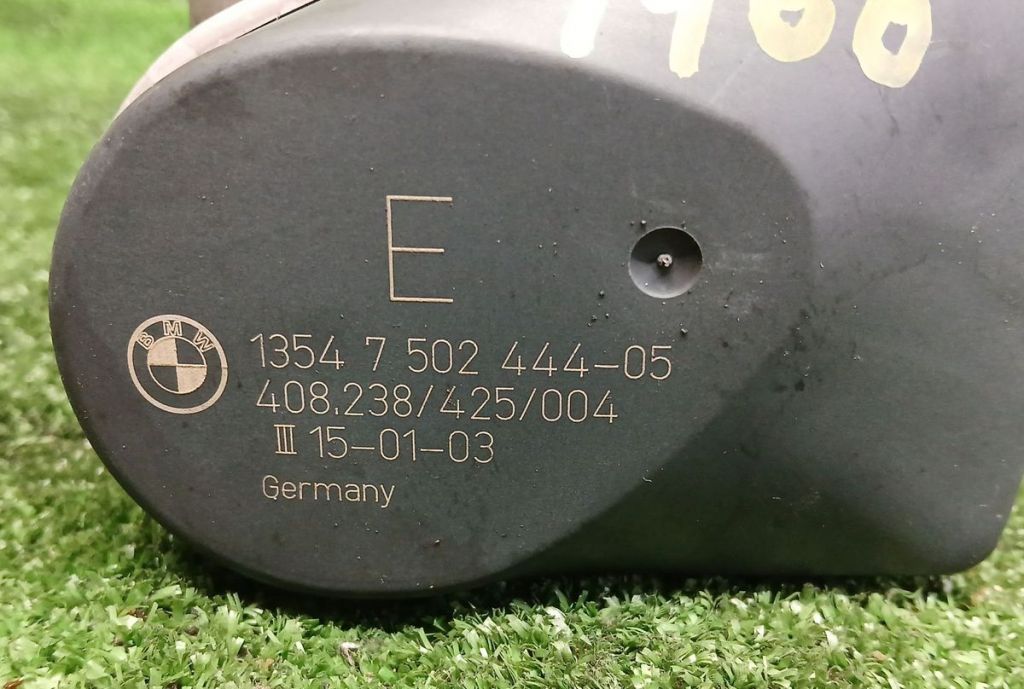 E
BMW
1354 7 502 444-05
408.238/425/004
III 15-01-03
Germany